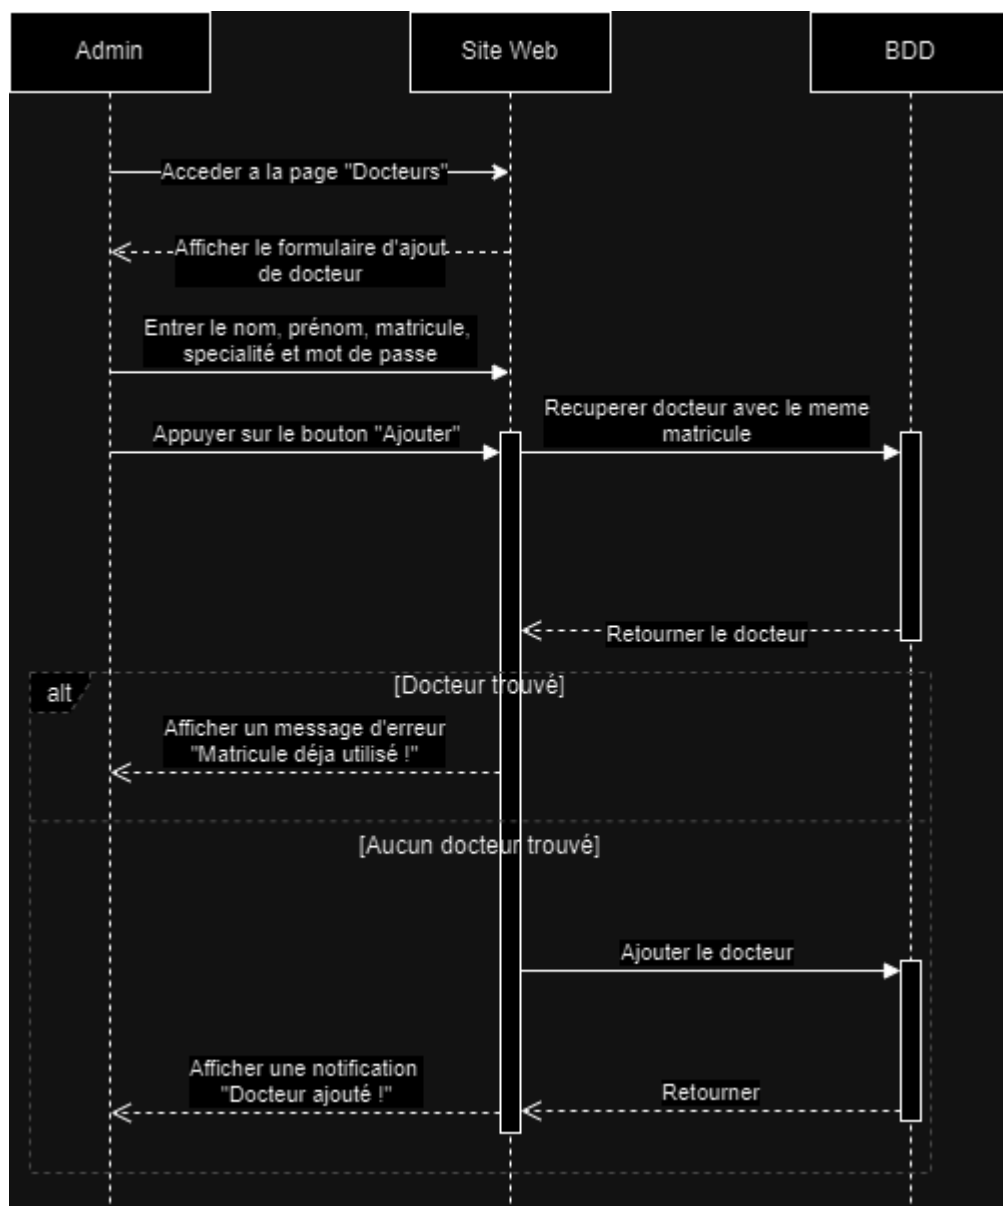 Admin
Site Web
BDD
Acceder a la page "Docteurs"
Afficher le formulaire d'ajout
de docteur
Entrer le nom, prénom, matricule,
specialité et mot de passe
Appuyer sur le bouton "Ajouter"
Recuperer docteur avec le meme
matricule
Retourner le docteur
alt
[Docteur trouvé]
Afficher un message d'erreur
"Matricule déja utilisé !"
[Aucun docteur trouvé]
Ajouter le docteur
Afficher une notification
"Docteur ajouté !"
Retourner